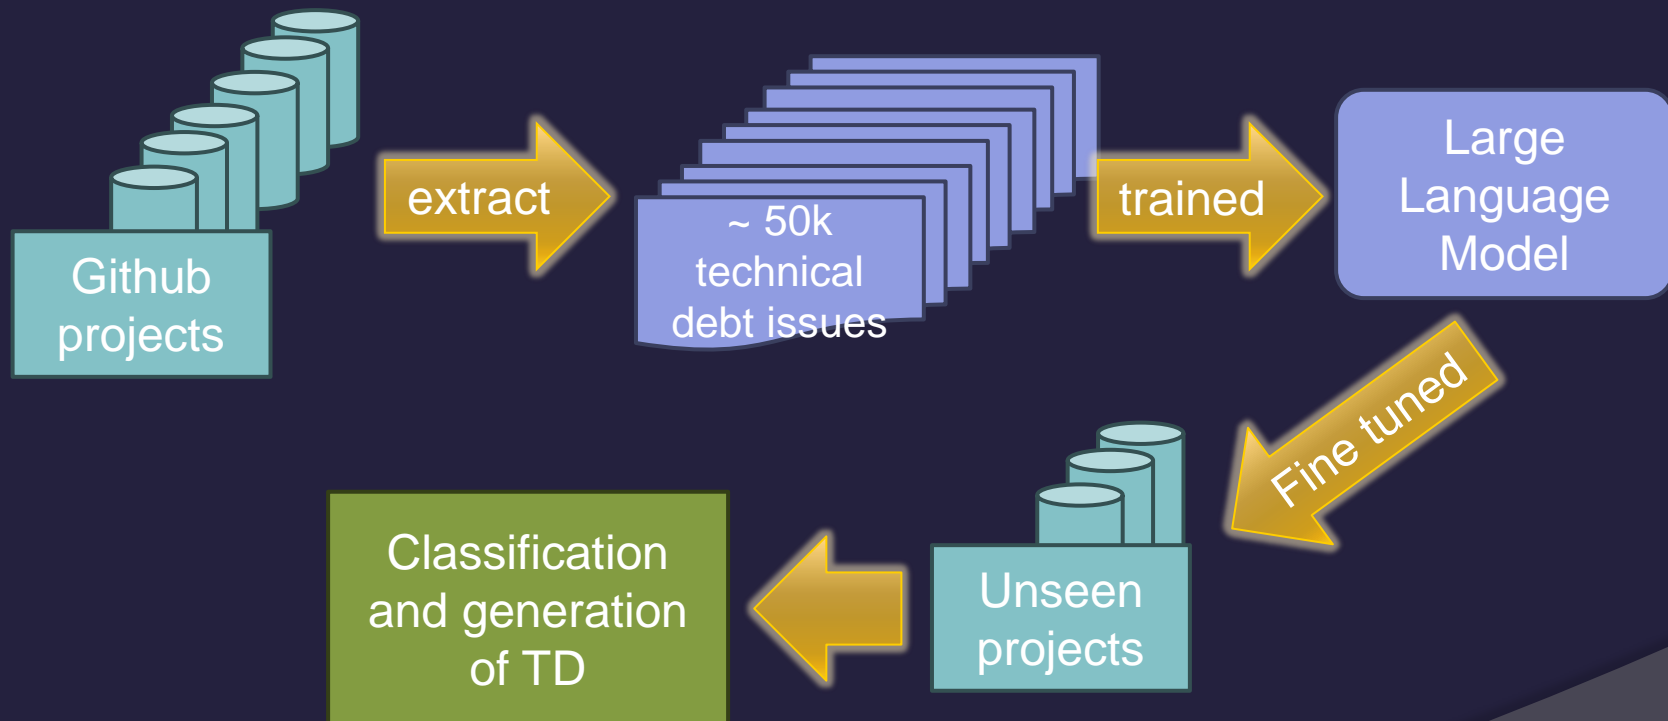 Github
projects
extract
~ 50k
technical
debt issues
trained
Large
Language
Model
Fine tuned
Unseen
projects
Classification
and generation
of TD